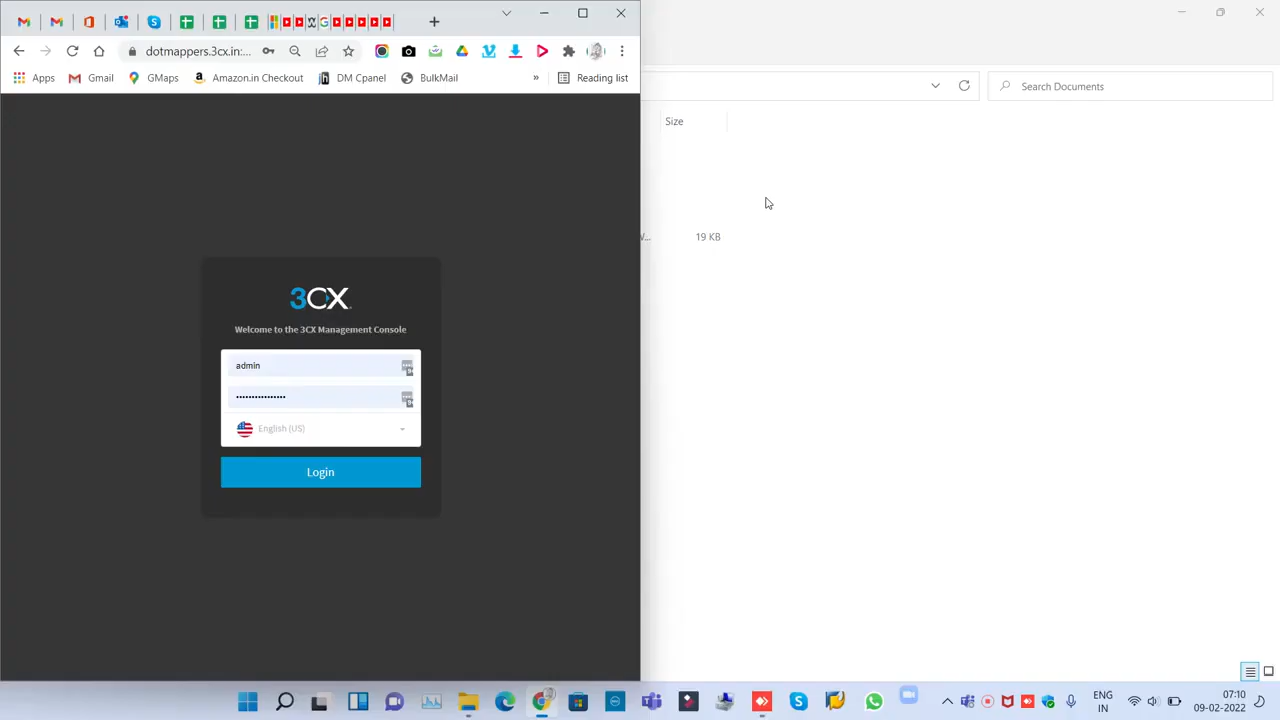 dotmappers.3cx.in:
Apps
Gmail
GMaps
Amazon.in Checkout
DM Cpanel
BulkMail
»
Reading list
Search Documents
Size
19 KB
3CX
Welcome to the 3CX Management Console
admin
••••••••••••••••
English (US)
Login
ENG
IN
07:10
09-02-2022